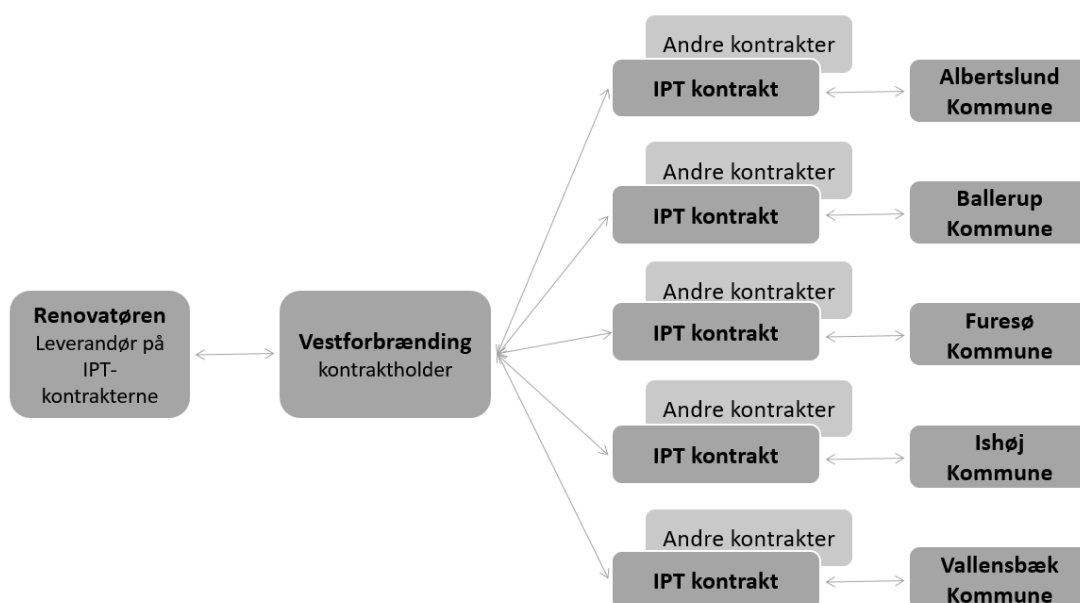 Renovatøren
Leverandør på
IPT-
kontrakterne
Vestforbrænding
kontraktholder
Andre kontrakter
IPT kontrakt
Albertslund
Kommune
Andre kontrakter
IPT kontrakt
Ballerup
Kommune
Andre kontrakter
IPT kontrakt
Furesø
Kommune
Andre kontrakter
IPT kontrakt
Ishøj
Kommune
Andre kontrakter
IPT kontrakt
Vallensbæk
Kommune